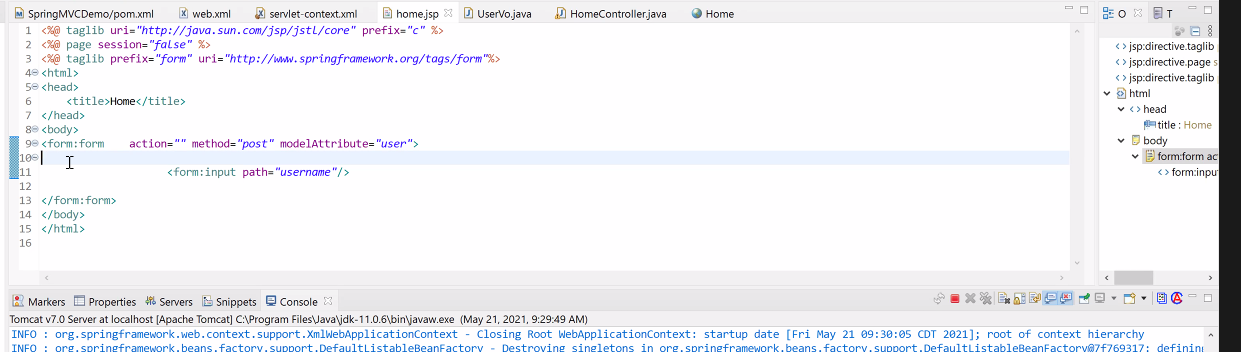 SpringMVCDemo/pom.xml web.xml servlet-context.xml home.jsp UserVo.java HomeController.java Home
1 <%@ taglib uri="http://java.sun.com/jsp/jstl/core" prefix="c" %>
2 <%@ page session="false" %>
3 <%@ taglib prefix="form" uri="http://www.springframework.org/tags/form"%>
4 <html>
5 <head>
6 <title>Home</title>
7 </head>
8 <body>
9 <form:form action="" method="post" modelAttribute="user">
10
11 <form:input path="username"/>
12
13 </form:form>
14 </body>
15 </html>
16
O T
jsp:directive.taglib
jsp:directive.page s
jsp:directive.taglib
html
head
title : Home
body
form:form ac
form:input
Markers Properties Servers Snippets Console
Tomcat v7.0 Server at localhost [Apache Tomcat] C:\Program Files\Java\jdk-11.0.6\bin\javaw.exe (May 21, 2021, 9:29:49 AM)
INFO : org.springframework.web.context.support.XmlWebApplicationContext - Closing Root WebApplicationContext: startup date [Fri May 21 09:30:05 CDT 2021]; root of context hierarchy
INFO : org.springframework.beans.factory.support.DefaultListableBeanFactory - Destroying singletons in org.springframework.beans.factory.support.DefaultListableBeanFactory@7f769317: defining